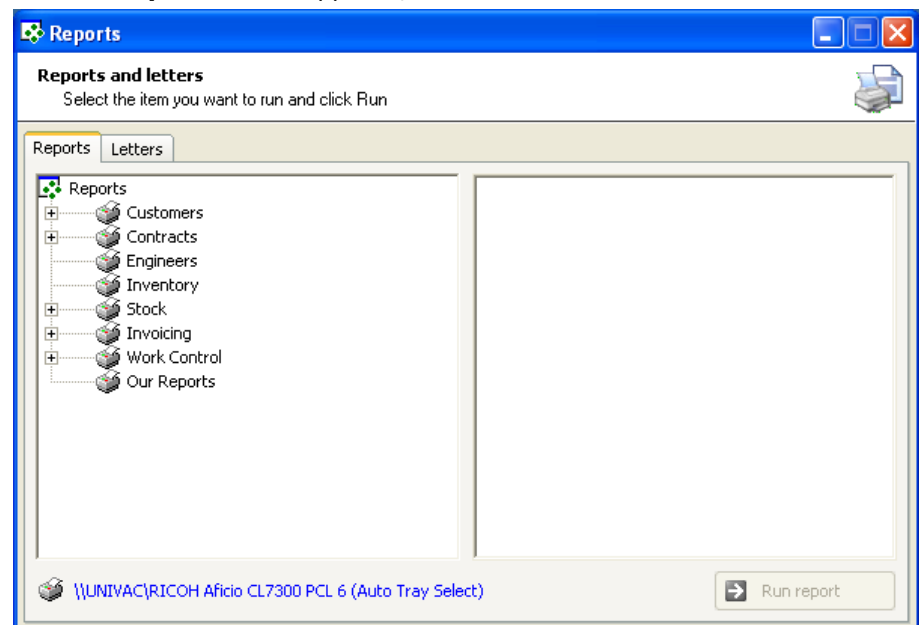 Reports
Reports and letters
Select the item you want to run and click Run
Reports Letters
Reports
Customers
Contracts
Engineers
Inventory
Stock
Invoicing
Work Control
Our Reports
\\UNIVAC\RICOH Aficio CL7300 PCL 6 (Auto Tray Select)
Run report